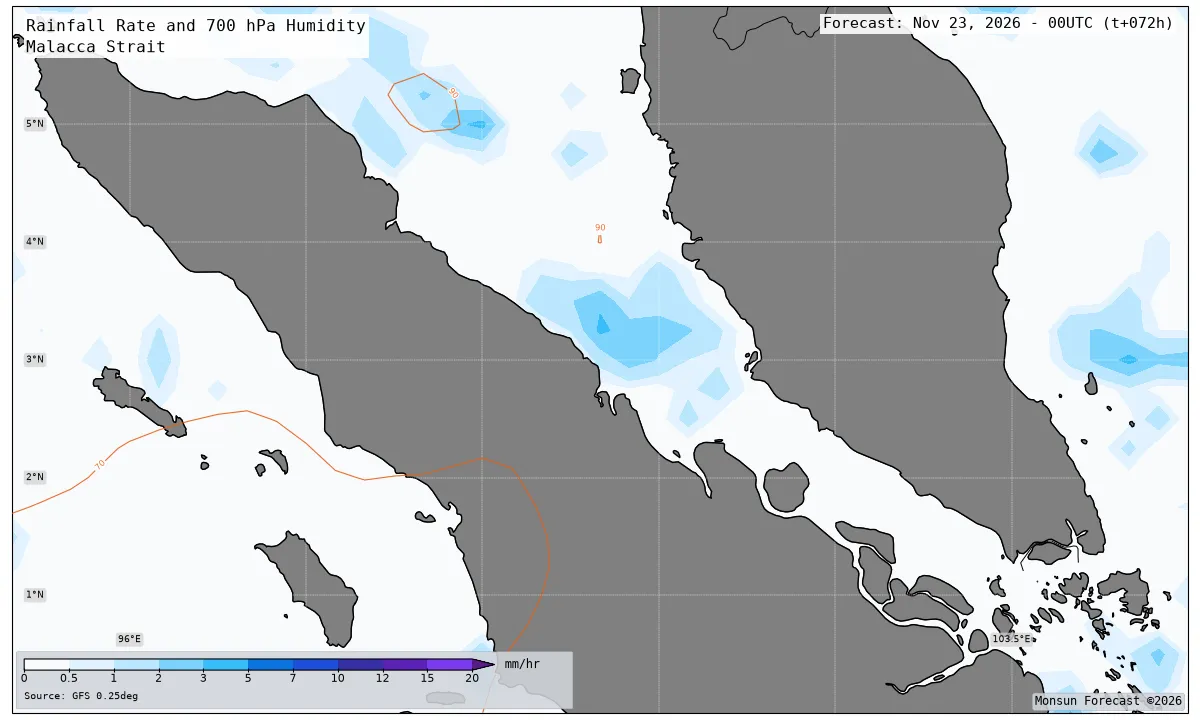 Rainfall Rate and 700 hPa Humidity
Malacca Strait
Forecast: Nov 23, 2026 - 00UTC (t+072h)
90
5°N
90
4°N
3°N
70
2°N
1°N
96°E
103.5°E
0 0.5 1 2 3 5 7 10 12 15 20
mm/hr
Source: GFS 0.25deg
Monsun Forecast ©2026